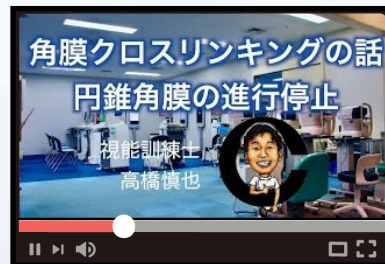 角膜クロスリンキングの話
円錐角膜の進行停止
視能訓練士
高橋慎也